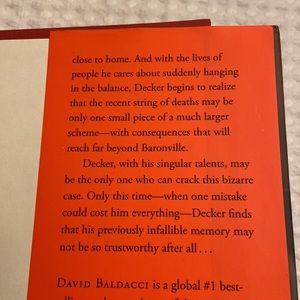 close to home. And with the lives of
people he cares about suddenly hanging
in the balance, Decker begins to realize
that the recent string of deaths may be
only one small piece of a much larger
scheme—with consequences that will
reach far beyond Baronville.
Decker, with his singular talents, may
be the only one who can crack this bizarre
case. Only this time—when one mistake
could cost him everything—Decker finds
that his previously infallible memory may
not be so trustworthy after all . . .
DAVID BALDACCI is a global #1 best-